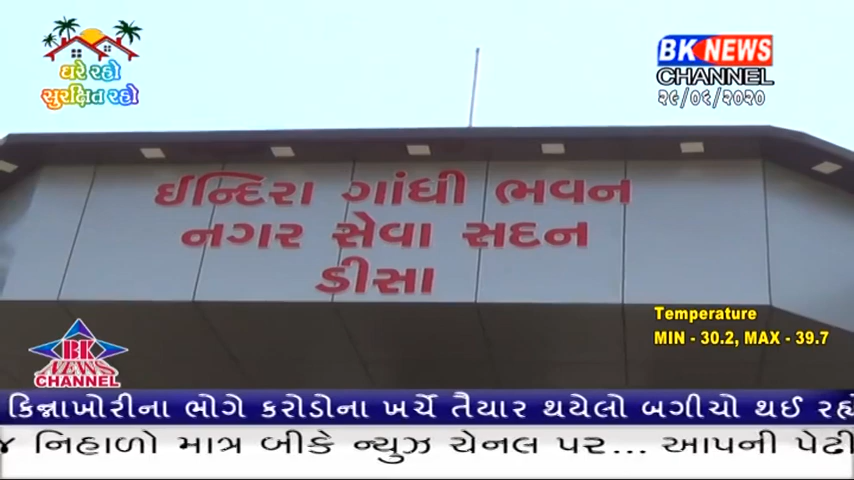 ઘરે રહો
સુરક્ષિત રહો
BK NEWS
CHANNEL
૨૯/૦૯/૨૦૨૦
ઈન્દિરા ગાંધી ભવન
નગર સેવા સદન
ડીસા
Temperature
MIN - 30.2, MAX - 39.7
BK
NEWS
CHANNEL
કિન્નાખોરીના ભોગે કરોડોના ખર્ચે તૈયાર થયેલો બગીચો થઈ
૪ નિહાળો માત્ર બીકે ન્યુઝ ચેનલ પર... આપની પેઢી